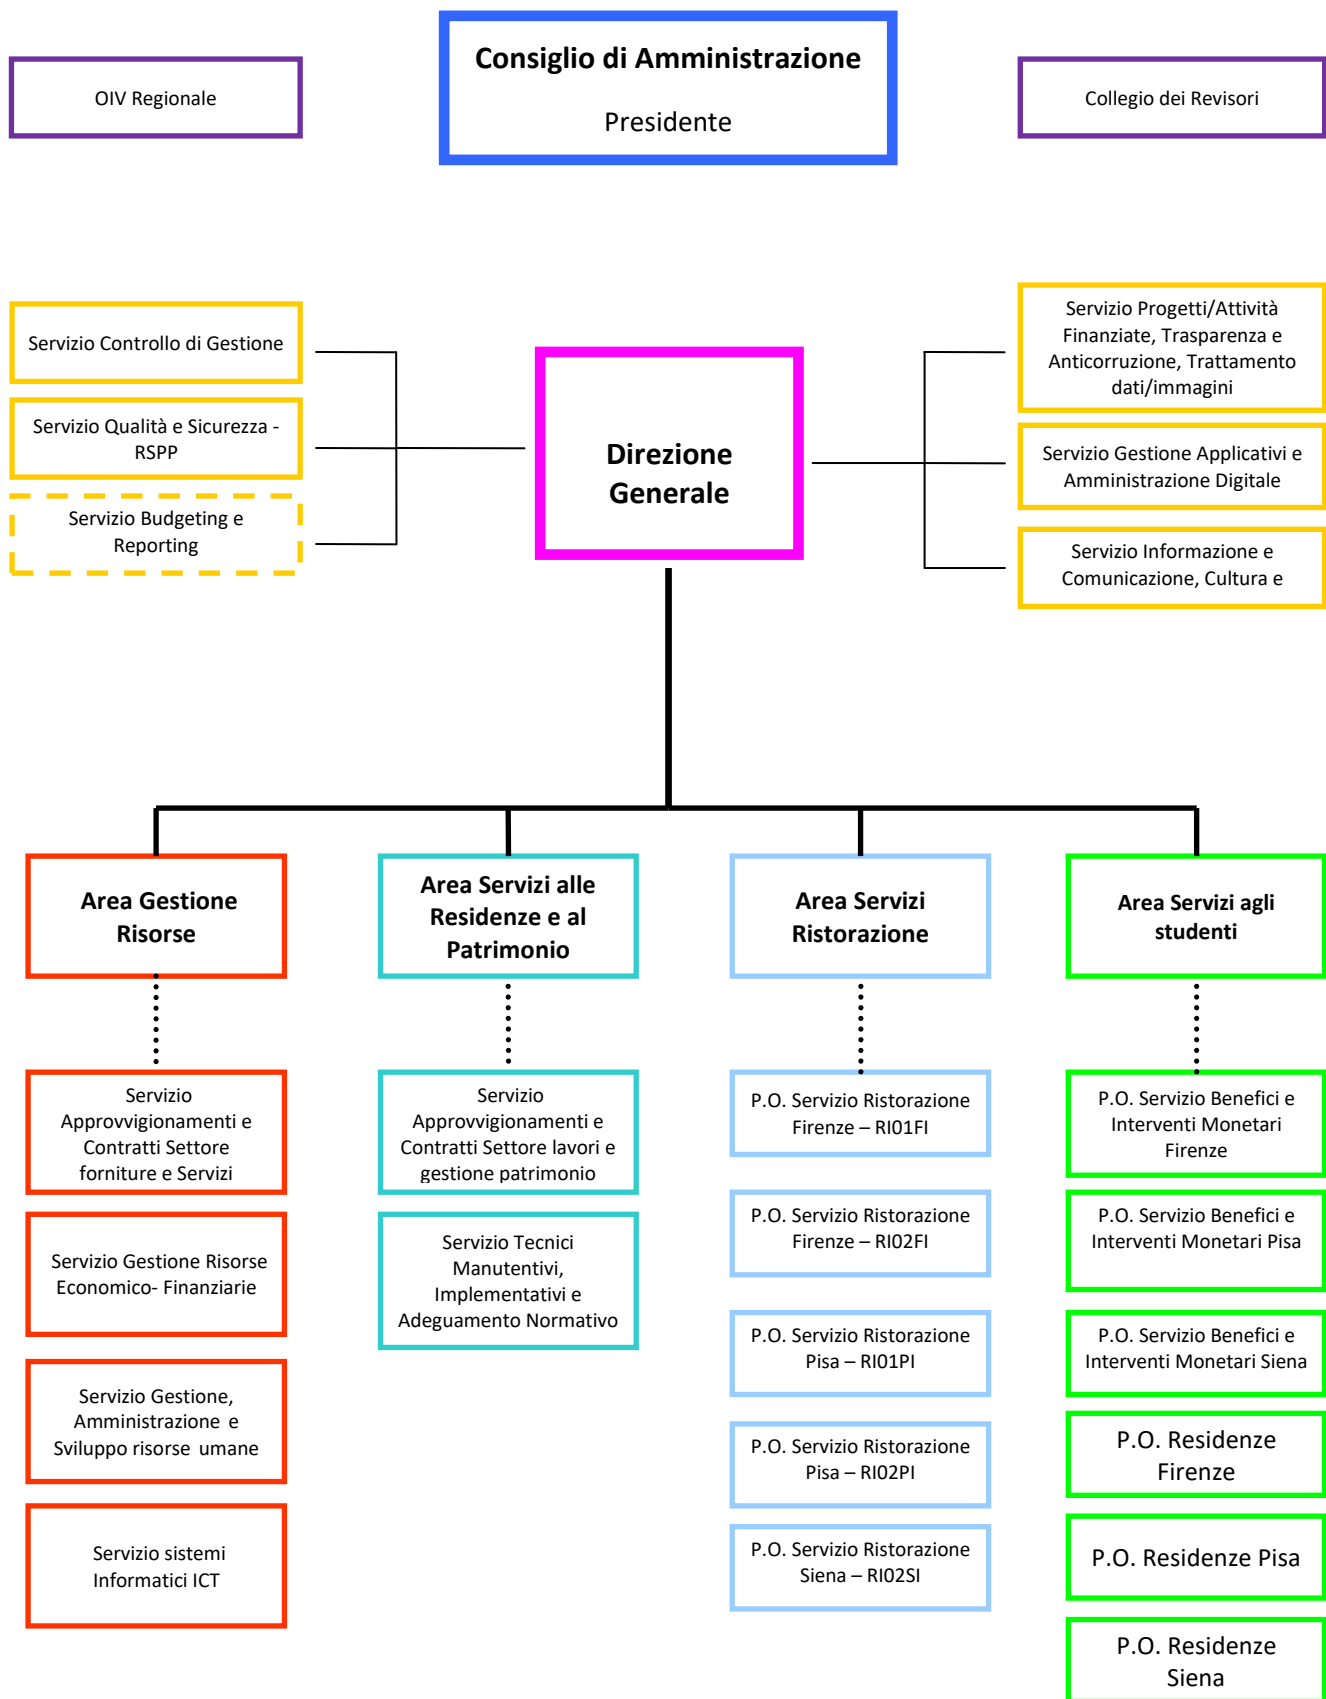 Consiglio di Amministrazione
Presidente
OIV Regionale
Collegio dei Revisori
Servizio Controllo di Gestione
Servizio Qualità e Sicurezza -
RSPP
Servizio Budgeting e
Reporting
Direzione
Generale
Servizio Progetti/Attività
Finanziate, Trasparenza e
Anticorruzione, Trattamento
dati/immagini
Servizio Gestione Applicativi e
Amministrazione Digitale
Servizio Informazione e
Comunicazione, Cultura e
Area Gestione
Risorse
Servizio
Approvvigionamenti e
Contratti Settore
forniture e Servizi
Servizio Gestione Risorse
Economico- Finanziarie
Servizio Gestione,
Amministrazione e
Sviluppo risorse umane
Servizio sistemi
Informatici ICT
Area Servizi alle
Residenze e al
Patrimonio
Servizio
Approvvigionamenti e
Contratti Settore lavori e
gestione patrimonio
Servizio Tecnici
Manutentivi,
Implementativi e
Adeguamento Normativo
Area Servizi
Ristorazione
P.O. Servizio Ristorazione
Firenze – RI01FI
P.O. Servizio Ristorazione
Firenze – RI02FI
P.O. Servizio Ristorazione
Pisa – RI01PI
P.O. Servizio Ristorazione
Pisa – RI02PI
P.O. Servizio Ristorazione
Siena – RI02SI
Area Servizi agli
studenti
P.O. Servizio Benefici e
Interventi Monetari
Firenze
P.O. Servizio Benefici e
Interventi Monetari Pisa
P.O. Servizio Benefici e
Interventi Monetari Siena
P.O. Residenze
Firenze
P.O. Residenze Pisa
P.O. Residenze
Siena